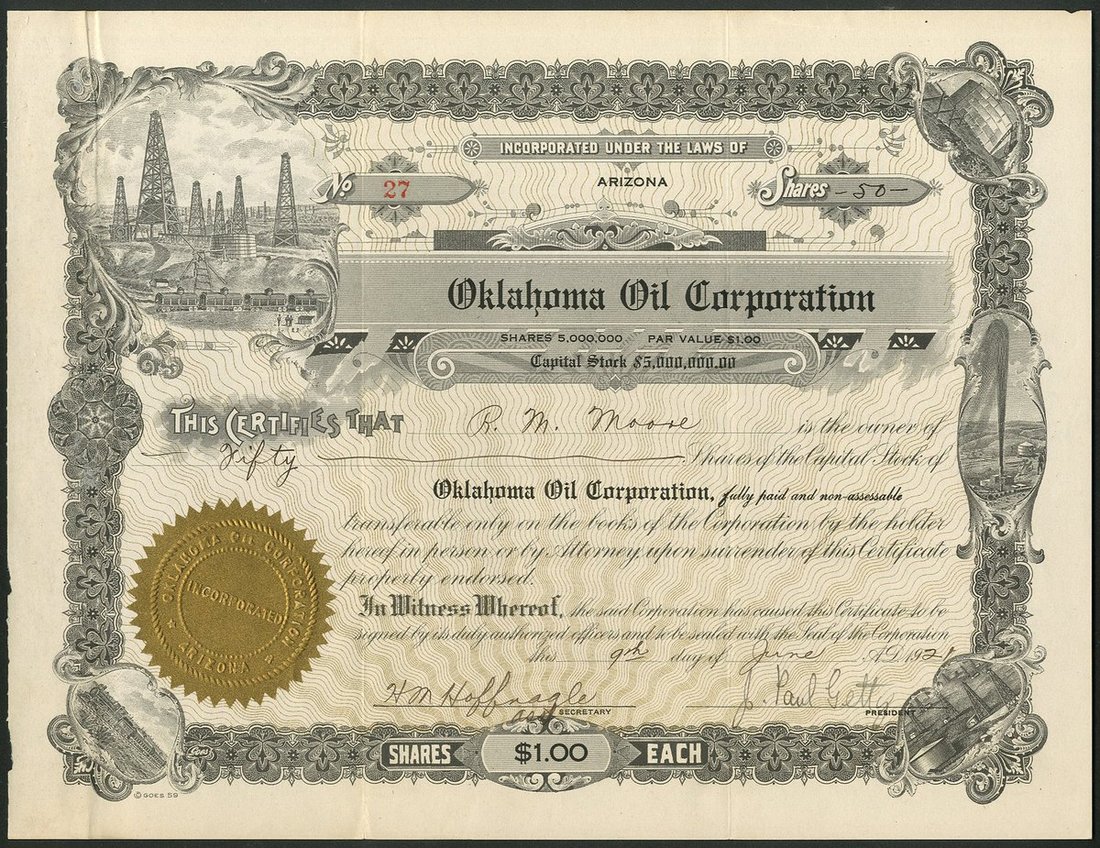 INCORPORATED UNDER THE LAWS OF
ARIZONA
No 27
Shares -50-
Oklahoma Oil Corporation
SHARES 5,000,000 PAR VALUE $1.00
Capital Stock $5,000,000.00
THIS CERTIFIES THAT R. M. Moore is the owner of
Fifty Shares of the Capital Stock of
Oklahoma Oil Corporation, fully paid and non-assessable
transferable only on the books of the Corporation by the holder
hereof in person or by Attorney upon surrender of this Certificate
properly endorsed.
In Witness Whereof, the said Corporation has caused this Certificate to be
signed by its duly authorized officers and to be sealed with the Seal of the Corporation
this 9th day of June A.D. 1921
OKLAHOMA OIL CORPORATION
INCORPORATED
ARIZONA
H M Hoffnagle
SECRETARY
J. Paul Getty
PRESIDENT
SHARES $1.00 EACH
Goes
© GOES 59